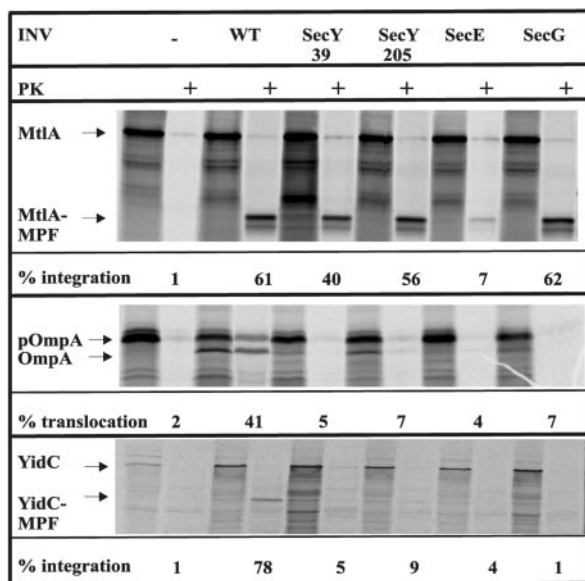 INV - WT SecY SecY SecE SecG
39 205
PK + + + + + +
MtlA
MtlA-
MPF
% integration 1 61 40 56 7 62
pOmpA
OmpA
% translocation 2 41 5 7 4 7
YidC
YidC-
MPF
% integration 1 78 5 9 4 1